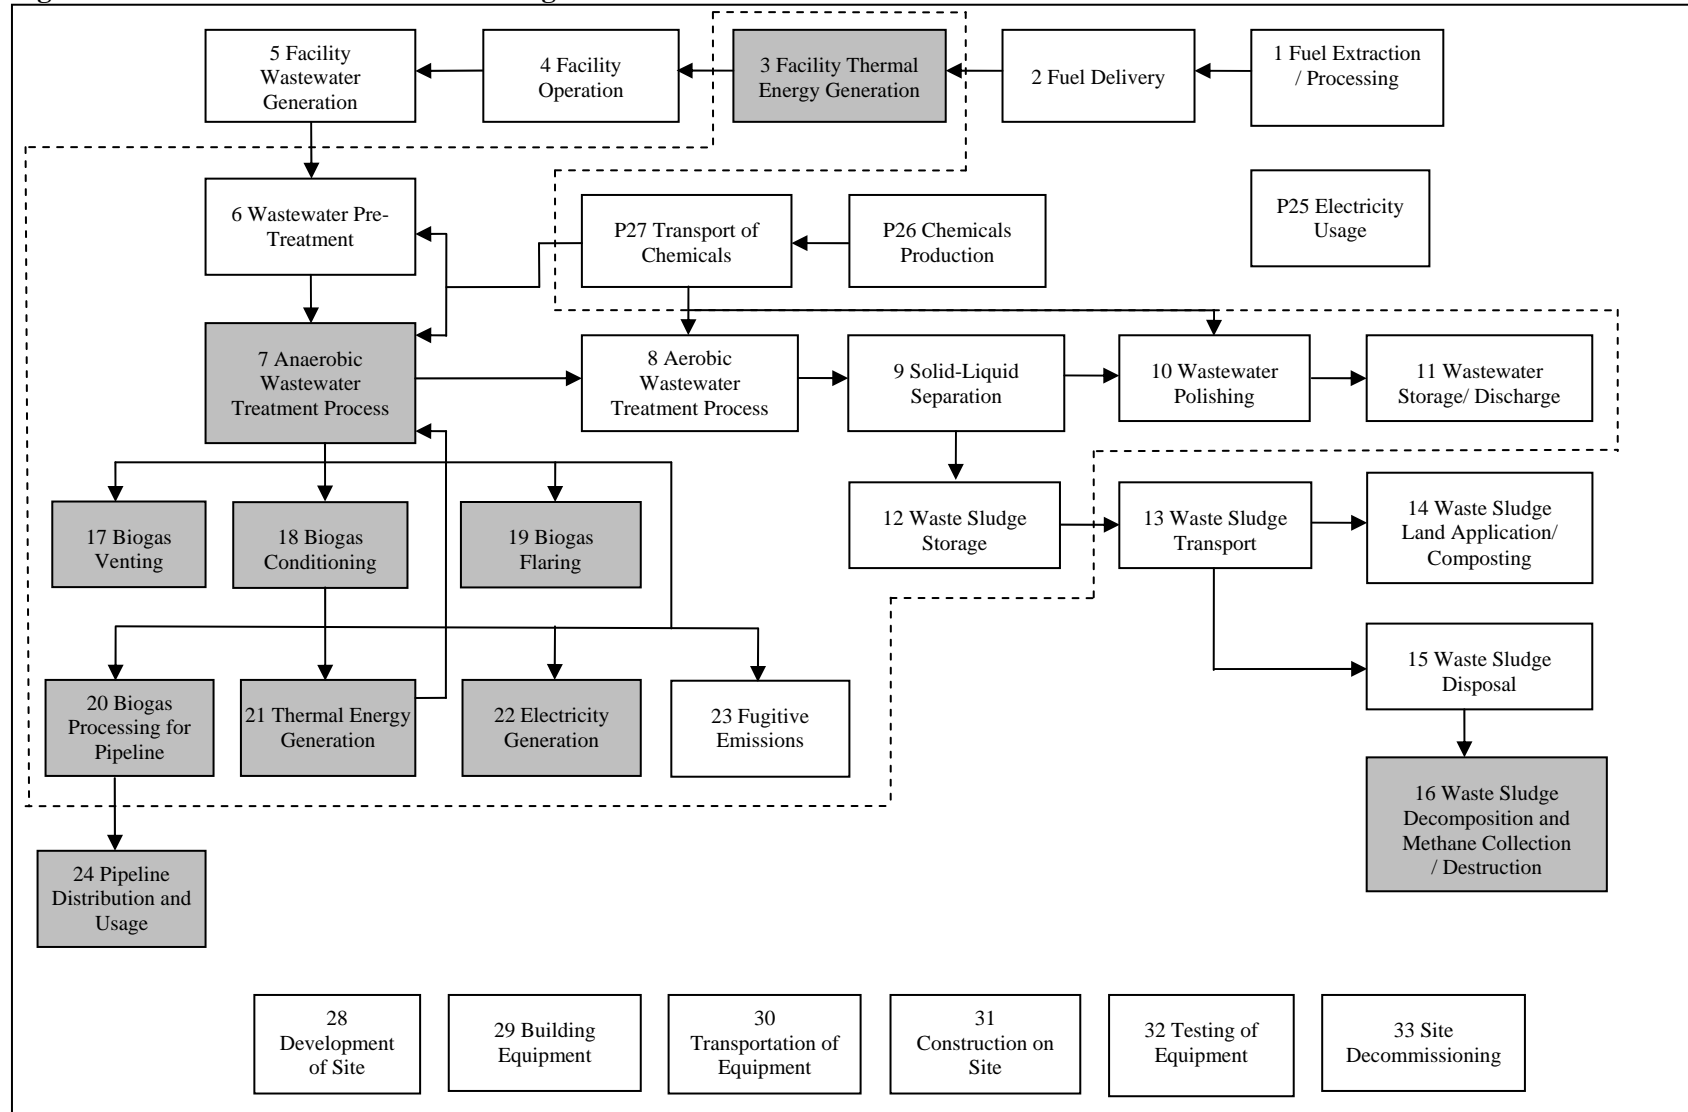 5 Facility
Wastewater
Generation
4 Facility
Operation
3 Facility Thermal
Energy Generation
2 Fuel Delivery
1 Fuel Extraction
/ Processing
6 Wastewater Pre-
Treatment
P27 Transport of
Chemicals
P26 Chemicals
Production
P25 Electricity
Usage
7 Anaerobic
Wastewater
Treatment Process
8 Aerobic
Wastewater
Treatment Process
9 Solid-Liquid
Separation
10 Wastewater
Polishing
11 Wastewater
Storage/ Discharge
17 Biogas
Venting
18 Biogas
Conditioning
19 Biogas
Flaring
12 Waste Sludge
Storage
13 Waste Sludge
Transport
14 Waste Sludge
Land Application/
Composting
15 Waste Sludge
Disposal
20 Biogas
Processing for
Pipeline
21 Thermal Energy
Generation
22 Electricity
Generation
23 Fugitive
Emissions
16 Waste Sludge
Decomposition and
Methane Collection
/ Destruction
24 Pipeline
Distribution and
Usage
28
Development
of Site
29 Building
Equipment
30
Transportation of
Equipment
31
Construction on
Site
32 Testing of
Equipment
33 Site
Decommissioning